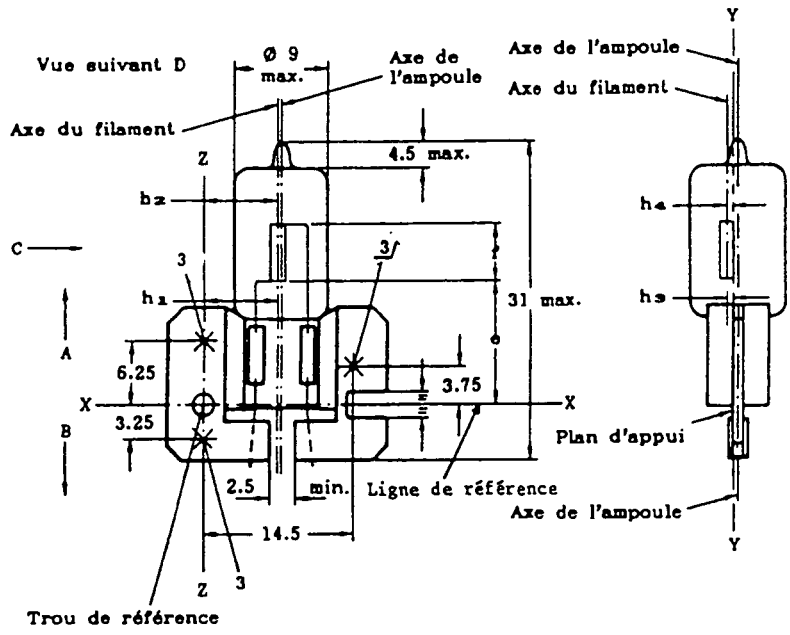 Vue suivant D
Ø 9
max.
Axe de
l'ampoule
Axe du filament
Z
4.5 max.
h2
C
3
3/
f
h1
31 max.
e
A
6.25
3.75
X
X
B
3.25
2.5
min.
Ligne de référence
14.5
Z
3
Trou de référence
Y
Axe de l'ampoule
Axe du filament
h4
h3
Plan d'appui
Axe de l'ampoule
Y